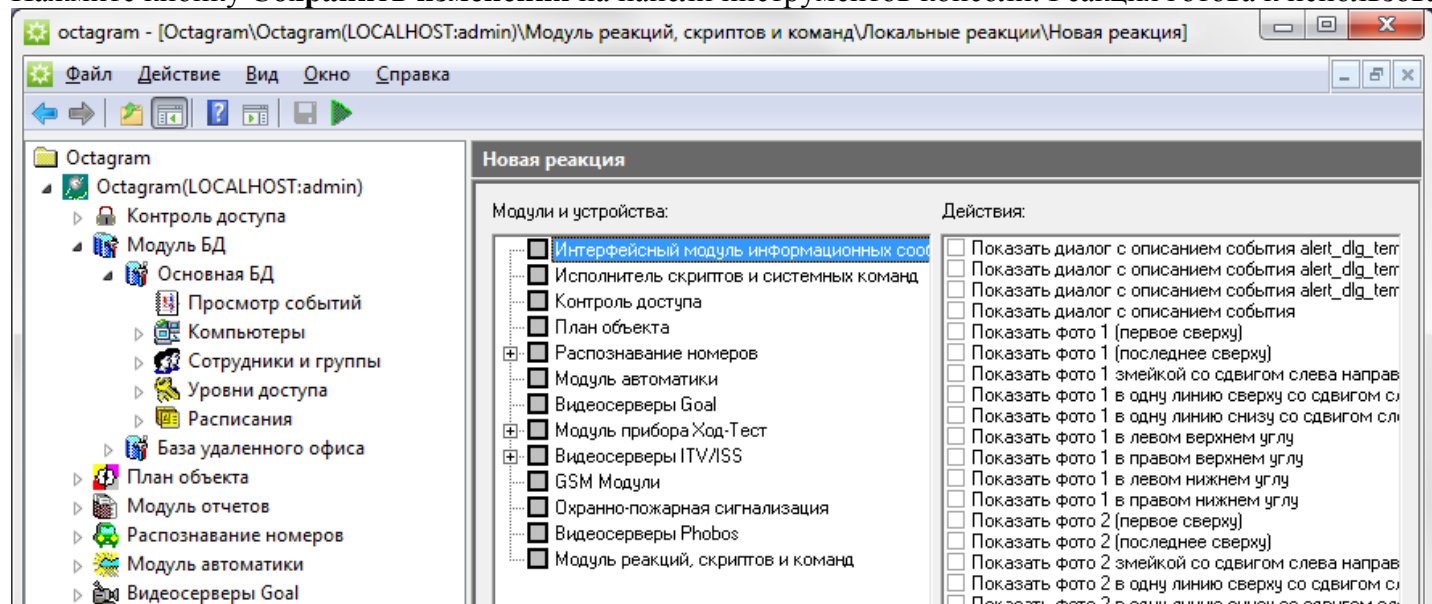 octagram - [Octagram\Octagram(LOCALHOST:admin)\Модуль реакций, скриптов и команд\Локальные реакции\Новая реакция]
Файл Действие Вид Окно Справка
Octagram
Octagram(LOCALHOST:admin)
Контроль доступа
Модуль БД
Основная БД
Просмотр событий
Компьютеры
Сотрудники и группы
Уровни доступа
Расписания
База удаленного офиса
План объекта
Модуль отчетов
Распознавание номеров
Модуль автоматики
Видеосерверы Goal
Новая реакция
Модули и устройства:
Интерфейсный модуль информационных сооб
Исполнитель скриптов и системных команд
Контроль доступа
План объекта
Распознавание номеров
Модуль автоматики
Видеосерверы Goal
Модуль прибора Ход-Тест
Видеосерверы ITV/ISS
GSM Модули
Охранно-пожарная сигнализация
Видеосерверы Phobos
Модуль реакций, скриптов и команд
Действия:
Показать диалог с описанием события alert_dlg_tem
Показать диалог с описанием события alert_dlg_tem
Показать диалог с описанием события alert_dlg_tem
Показать диалог с описанием события
Показать фото 1 (первое сверху)
Показать фото 1 (последнее сверху)
Показать фото 1 змейкой со сдвигом слева направ
Показать фото 1 в одну линию сверху со сдвигом
Показать фото 1 в одну линию снизу со сдвигом
Показать фото 1 в левом верхнем углу
Показать фото 1 в правом верхнем углу
Показать фото 1 в левом нижнем углу
Показать фото 1 в правом нижнем углу
Показать фото 2 (первое сверху)
Показать фото 2 (последнее сверху)
Показать фото 2 змейкой со сдвигом слева направ
Показать фото 2 в одну линию сверху со сдвигом